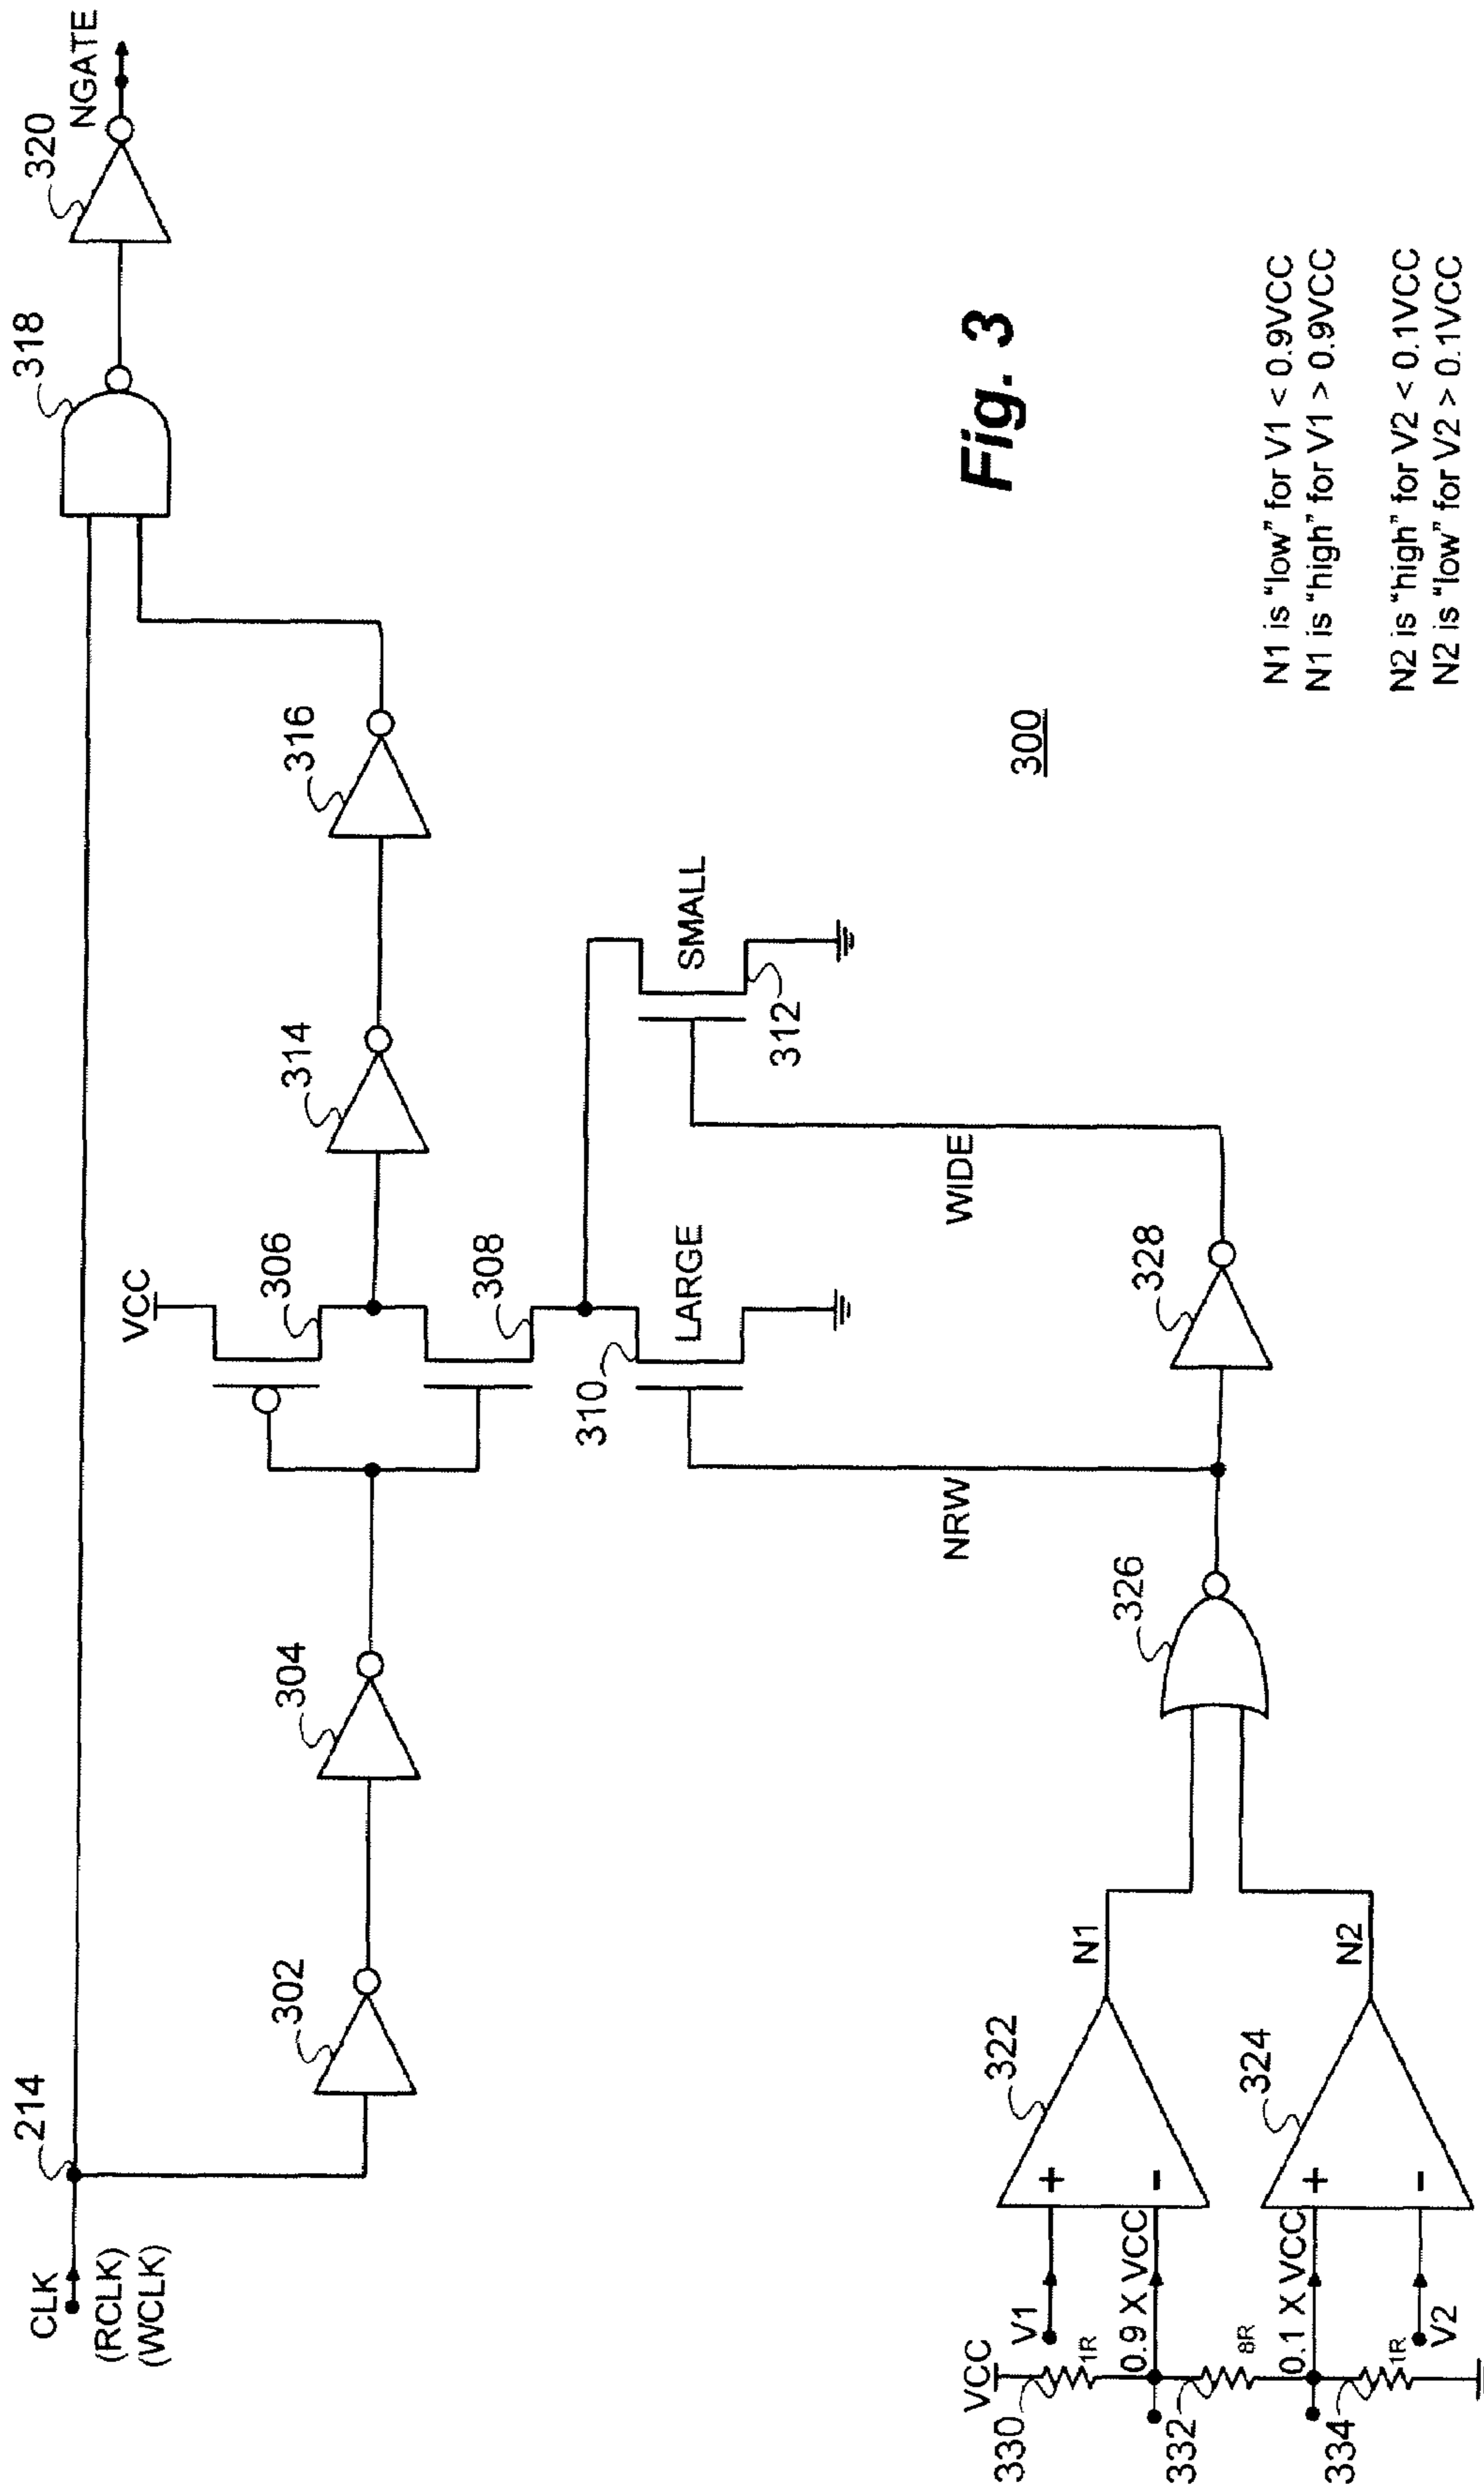 CLK
(RCLK)
(WCLK)
214
302
304
VCC
306
308
310
LARGE
SMALL
312
314
316
318
320
NGATE
NRW
WIDE
VCC
330
1R
V1
0.9 X VCC
332
8R
0.1 X VCC
334
1R
V2
+
-
322
N1
+
-
324
N2
326
328
300
Fig. 3
N1 is "low" for V1 < 0.9VCC
N1 is "high" for V1 > 0.9VCC
N2 is "high" for V2 < 0.1VCC
N2 is "low" for V2 > 0.1VCC